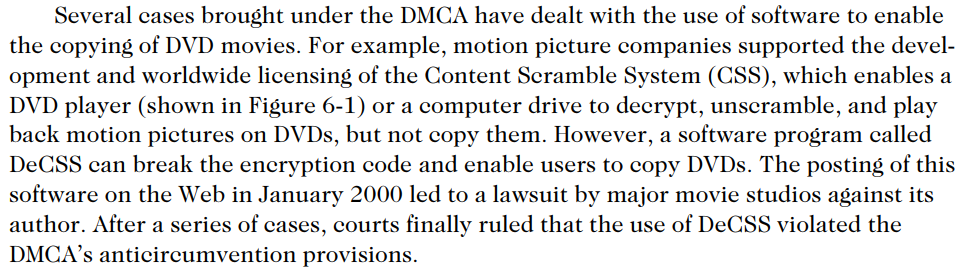 Several cases brought under the DMCA have dealt with the use of software to enable
the copying of DVD movies. For example, motion picture companies supported the devel-
opment and worldwide licensing of the Content Scramble System (CSS), which enables a
DVD player (shown in Figure 6-1) or a computer drive to decrypt, unscramble, and play
back motion pictures on DVDs, but not copy them. However, a software program called
DeCSS can break the encryption code and enable users to copy DVDs. The posting of this
software on the Web in January 2000 led to a lawsuit by major movie studios against its
author. After a series of cases, courts finally ruled that the use of DeCSS violated the
DMCA’s anticircumvention provisions.